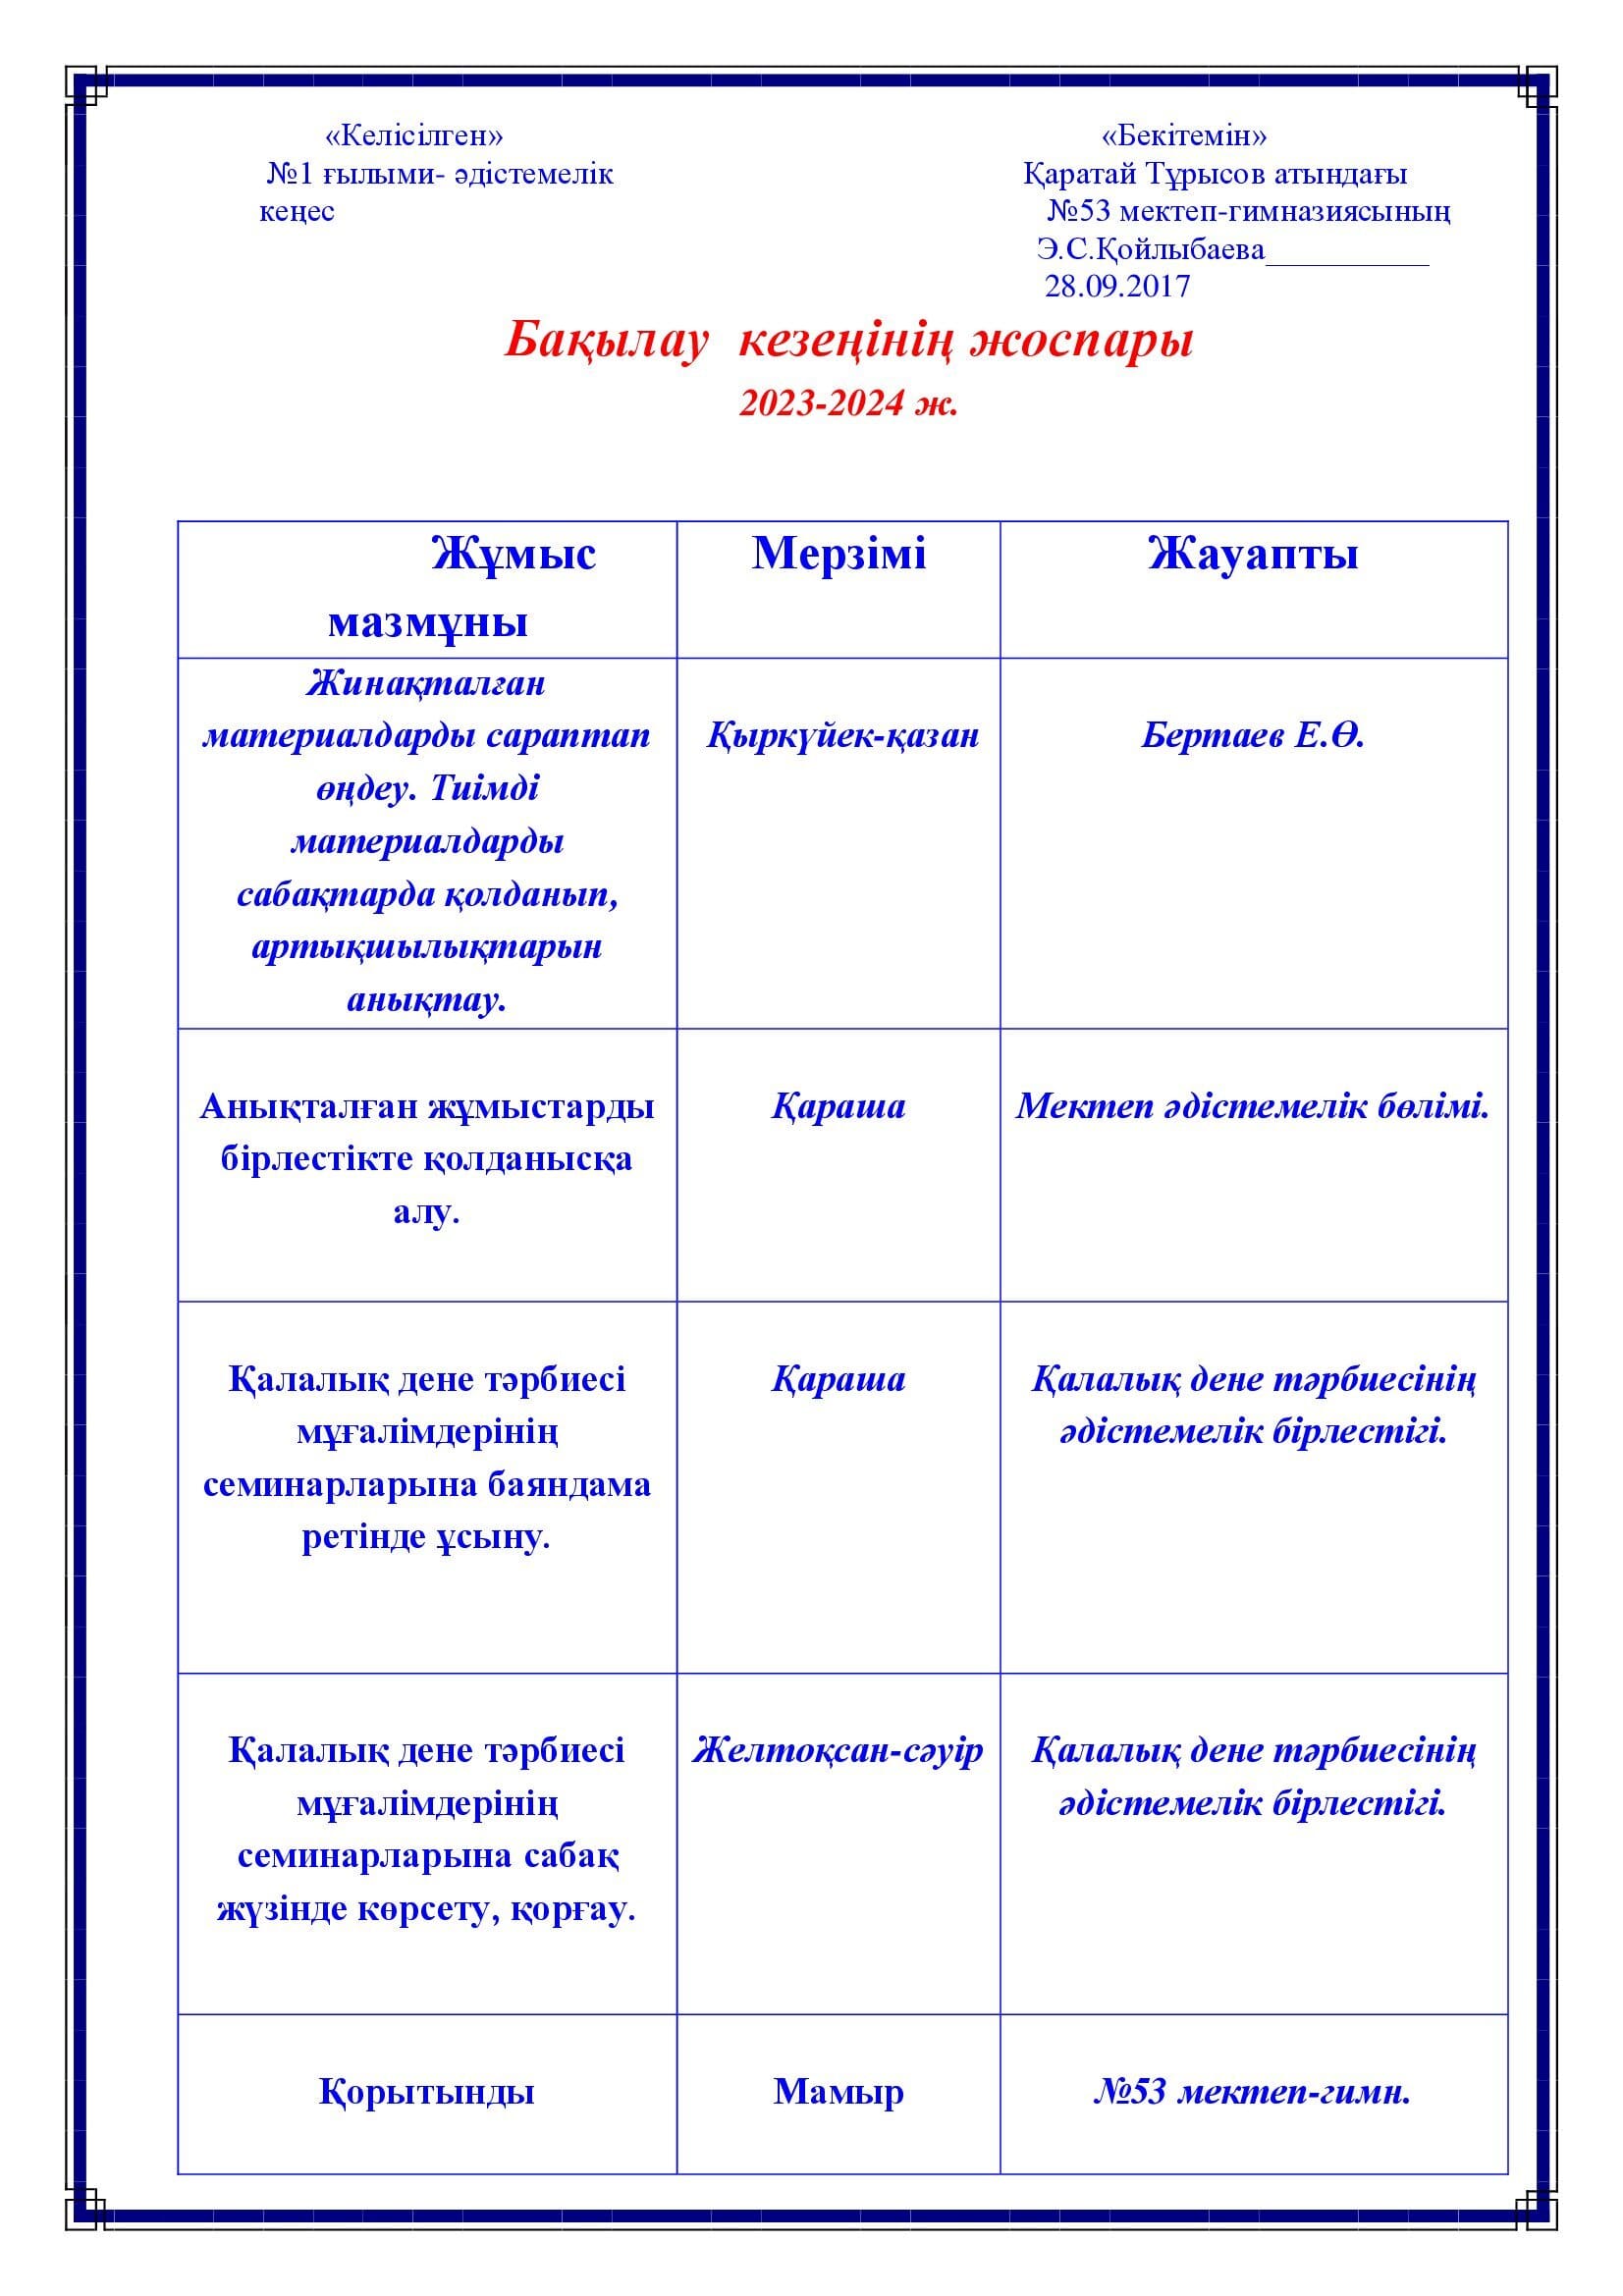 «Келісілген»
№1 ғылыми- әдістемелік
кеңес
«Бекітемін»
Қаратай Тұрысов атындағы
№53 мектеп-гимназиясының
Э.С.Қойлыбаева__________
28.09.2017
Бақылау кезеңінің жоспары
2023-2024 ж.
Жұмыс
мазмұны
Мерзімі
Жауапты
Жинақталған
материалдарды сараптап
өңдеу. Тиімді
материалдарды
сабақтарда қолданып,
артықшылықтарын
анықтау.
Қыркүйек-қазан
Бертаев Е.Ө.
Анықталған жұмыстарды
бірлестікте қолданысқа
алу.
Қараша
Мектеп әдістемелік бөлімі.
Қалалық дене тәрбиесі
мұғалімдерінің
семинарларына баяндама
ретінде ұсыну.
Қараша
Қалалық дене тәрбиесінің
әдістемелік бірлестігі.
Қалалық дене тәрбиесі
мұғалімдерінің
семинарларына сабақ
жүзінде көрсету, қорғау.
Желтоқсан-сәуір
Қалалық дене тәрбиесінің
әдістемелік бірлестігі.
Қорытынды
Мамыр
№53 мектеп-гимн.